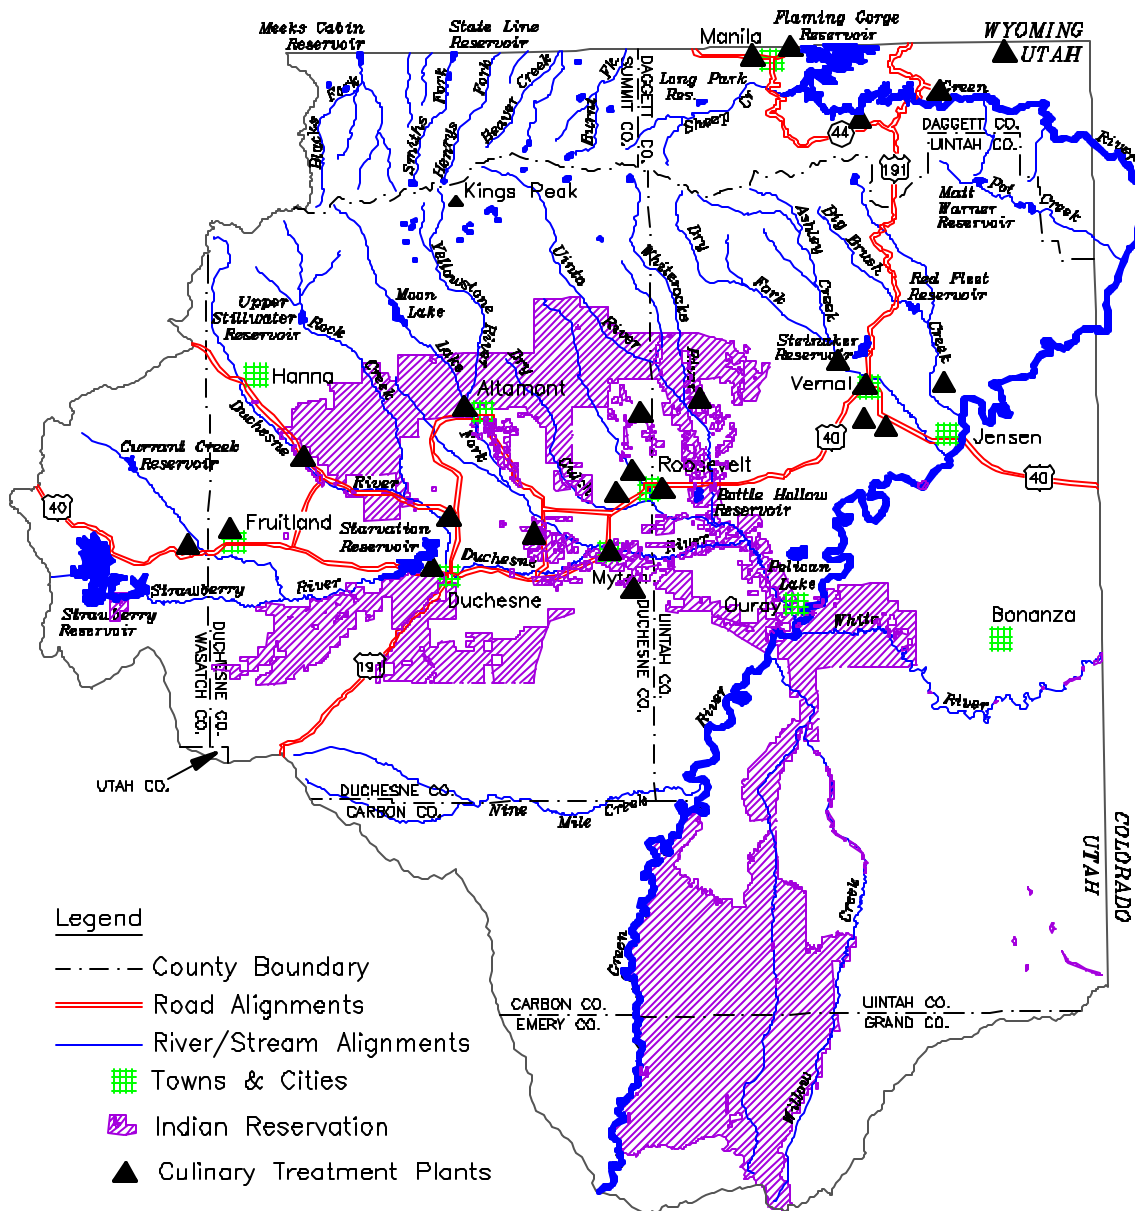 Meeks Cabin
Reservoir
State Line
Reservoir
Flaming Gorge
Reservoir
Manila
WYOMING
UTAH
Long Park
Res.
Sheep Cr
Green
River
Blacks
Fork
Smiths
Fork
Henrys
Fork
Beaver
Creek
Burnt
Fk.
SUMMIT CO.
DAGGETT CO.
44
191
DAGGETT CO.
UINTAH CO.
Matt
Warner
Reservoir
Pot
Creek
Kings Peak
Yellowstone
River
Uinta
River
Whiterocks
River
Dry
Fork
Ashley
Creek
Big Brush
Creek
Red Fleet
Reservoir
Steinaker
Reservoir
Vernal
Upper
Stillwater
Reservoir
Rock
Creek
Moon
Lake
Lake
Fork
Dry
Gulch
Hanna
Altamont
Duchesne
River
Currant Creek
Reservoir
Roosevelt
40
Jensen
40
40
Fruitland
Starvation
Reservoir
Bottle Hollow
Reservoir
Duchesne
River
Strawberry
River
Strawberry
Reservoir
Duchesne
Pelican
Lake
Ouray
White
River
Bonanza
191
DUCHESNE CO.
WASATCH CO.
UINTAH CO.
DUCHESNE CO.
River
UTAH CO.
DUCHESNE CO.
CARBON CO.
Nine
Mile
Creek
COLORADO
UTAH
Green
Creek
Willow
CARBON CO.
EMERY CO.
UINTAH CO.
GRAND CO.
Legend
County Boundary
Road Alignments
River/Stream Alignments
Towns & Cities
Indian Reservation
Culinary Treatment Plants